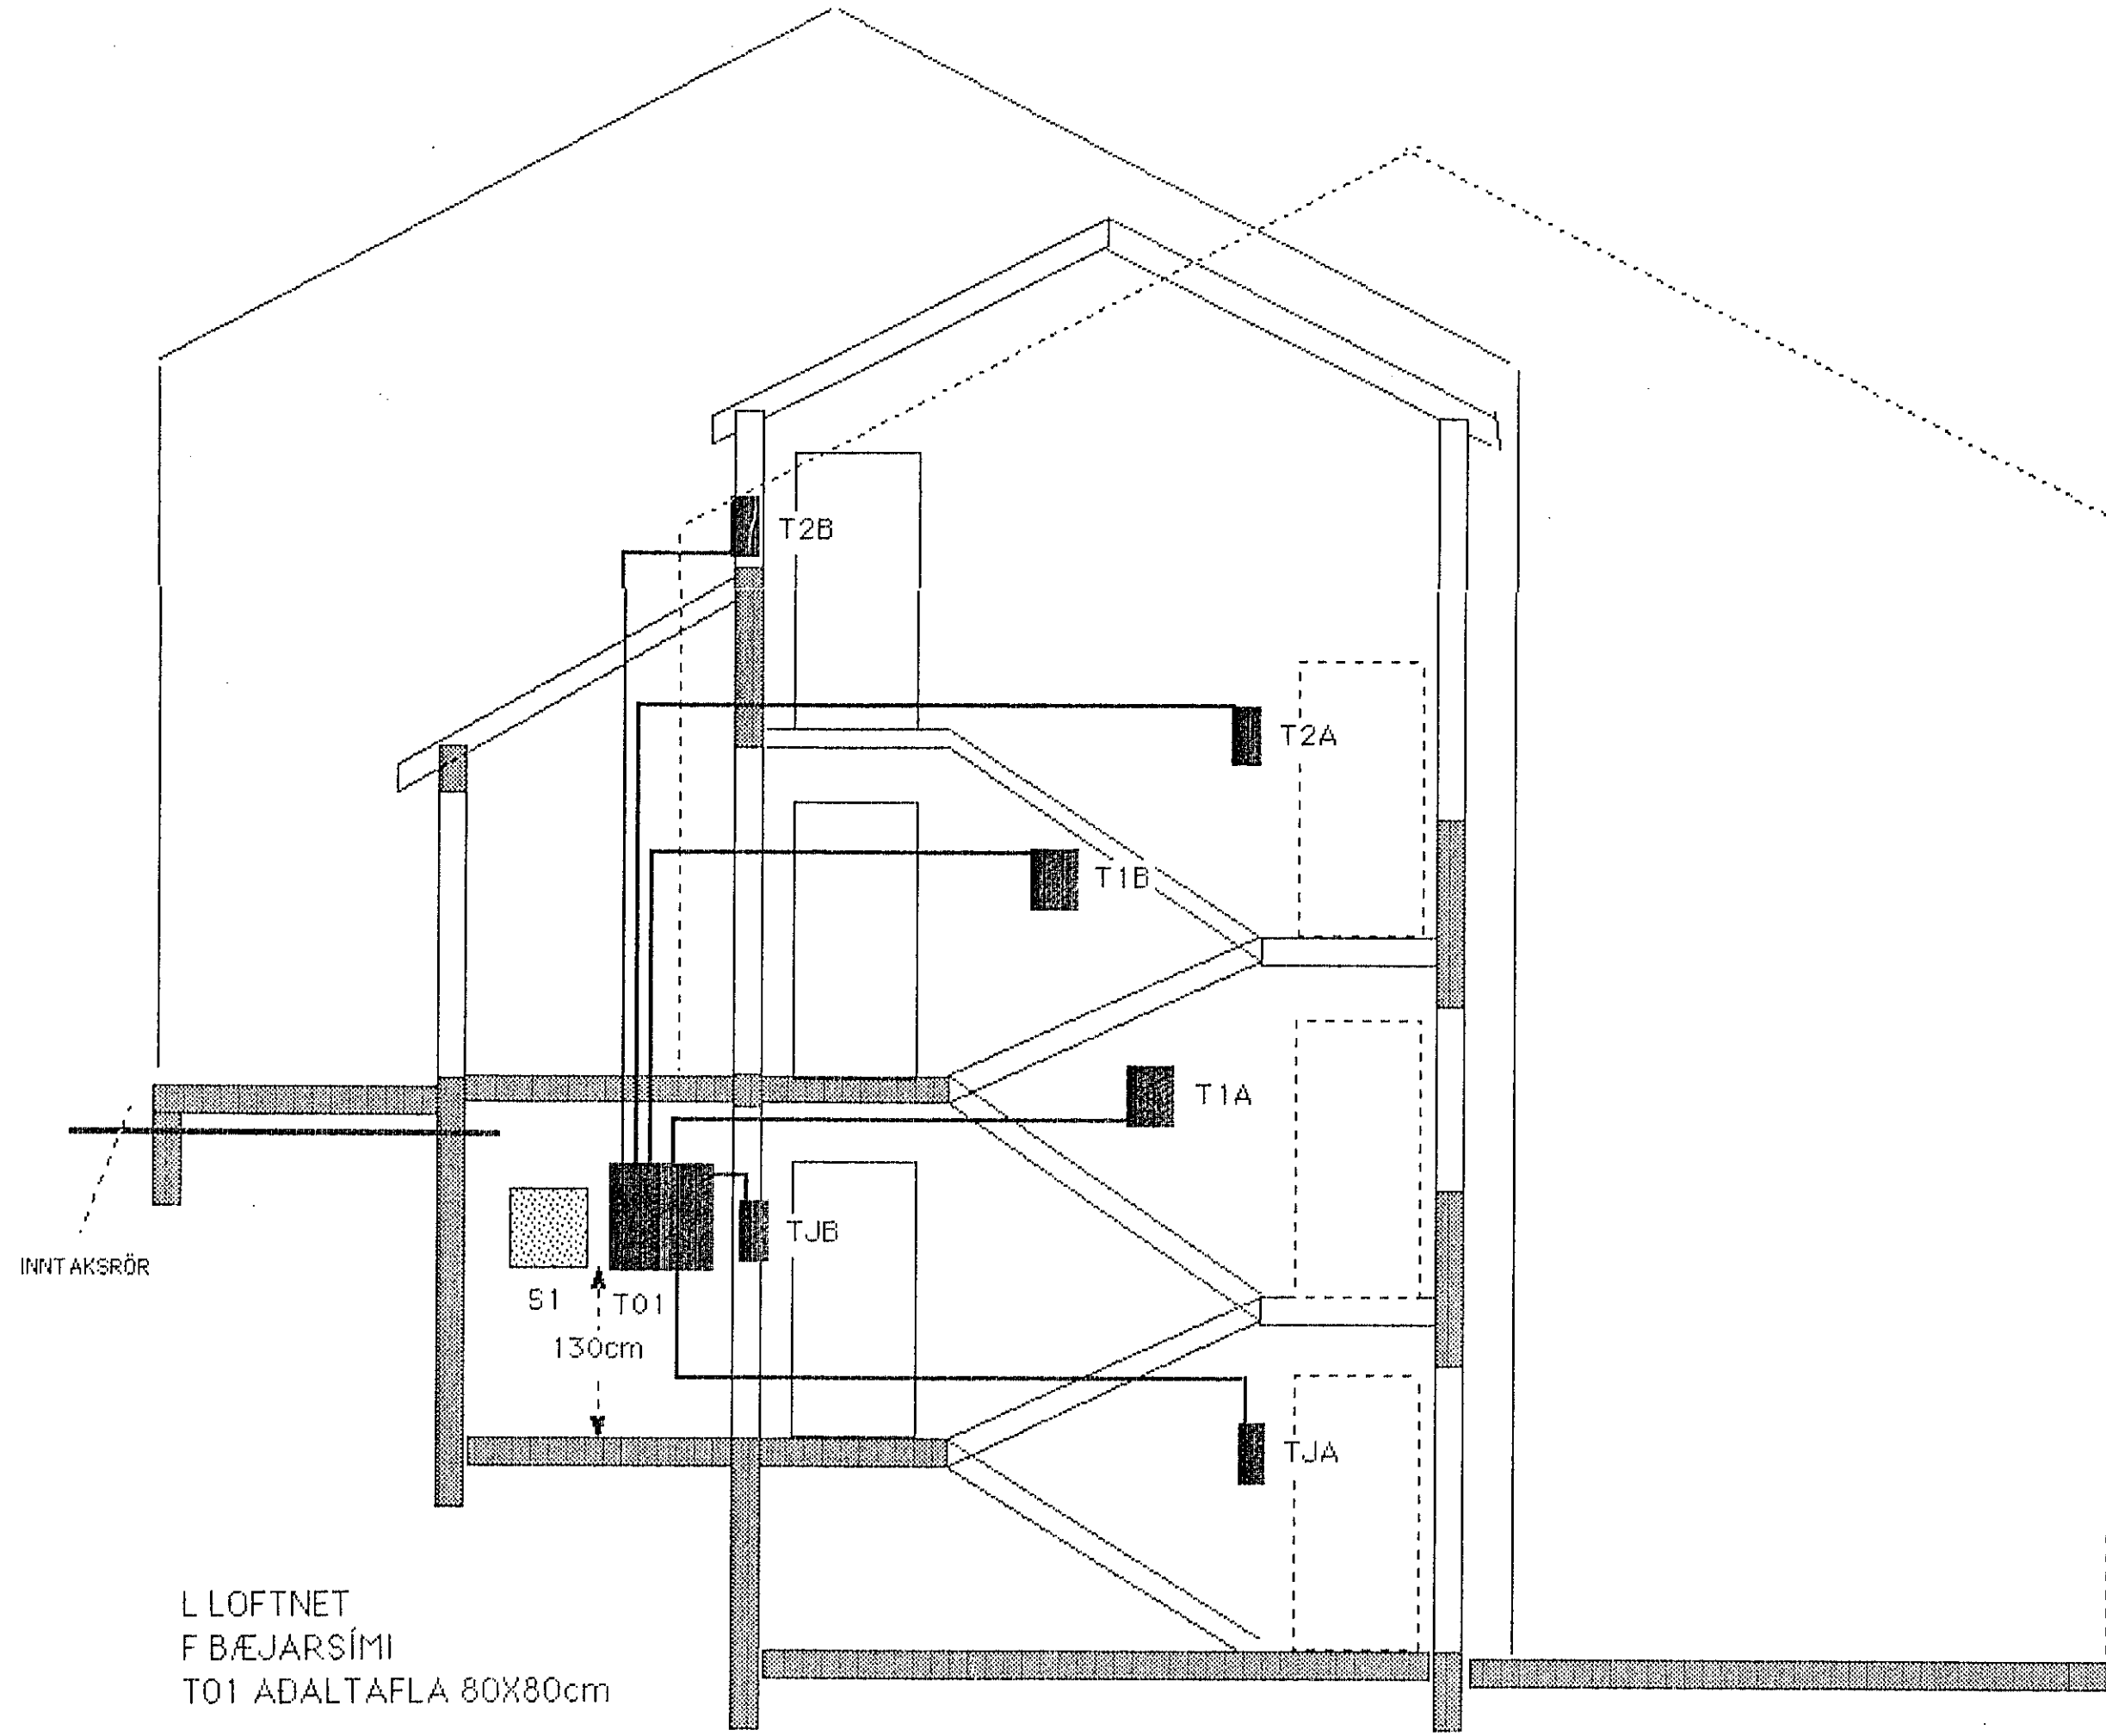 T2B
T2A
T1B
T1A
TJB
INNTAKSRÖR
S1
T01
130cm
TJA
L LOFTNET
F BÆJARSÍMI
T01 AÐALTAFLA 80X80cm